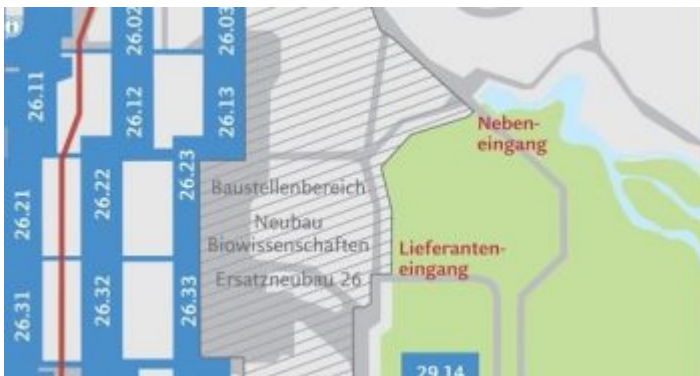 26.02
26.03
26.11
26.12
26.13
26.21
26.22
26.23
26.31
26.32
26.33
Baustellenbereich
Neubau
Biowissenschaften
Ersatzneubau 26
Neben-
eingang
Lieferanten-
eingang
29.14